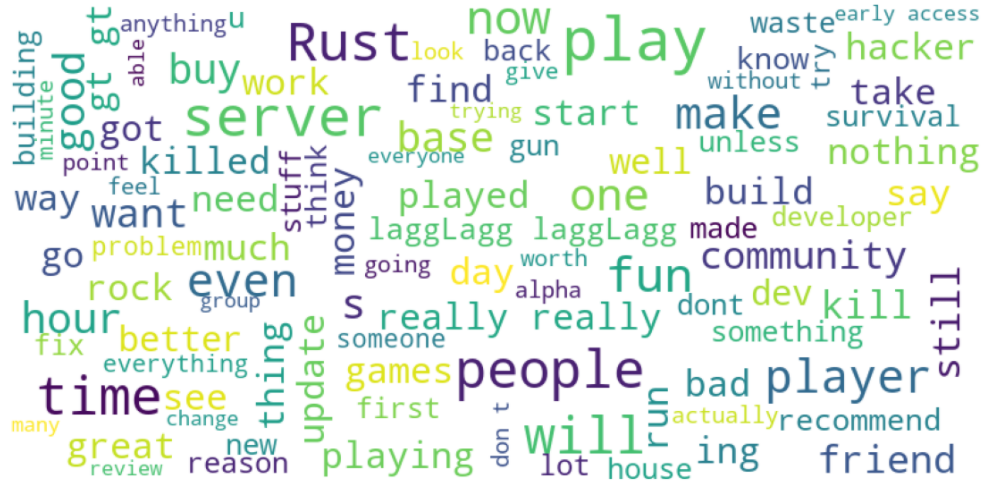 building
minute
good
gt gt
anything
u
able
Rust
look
now
back
play
waste
early access
know
try
hacker
buy
work
find
give
without
take
server
got
trying
start
make
survival
base
gun
unless
nothing
point
killed
stuff
think
everyone
well
way
feel
want
need
money
played
one
build
say
laggLagg laggLagg
made
developer
go
problem
much
going
day
worth
fun
community
rock
even
group
alpha
dont
dev
kill
still
hour
s
really really
someone
something
fix
better
everything
thing
update
games
people
bad
player
time
see
many
change
first
don t
will
run
actually
recommend
great
new
review
reason
playing
lot
house
ing
friend